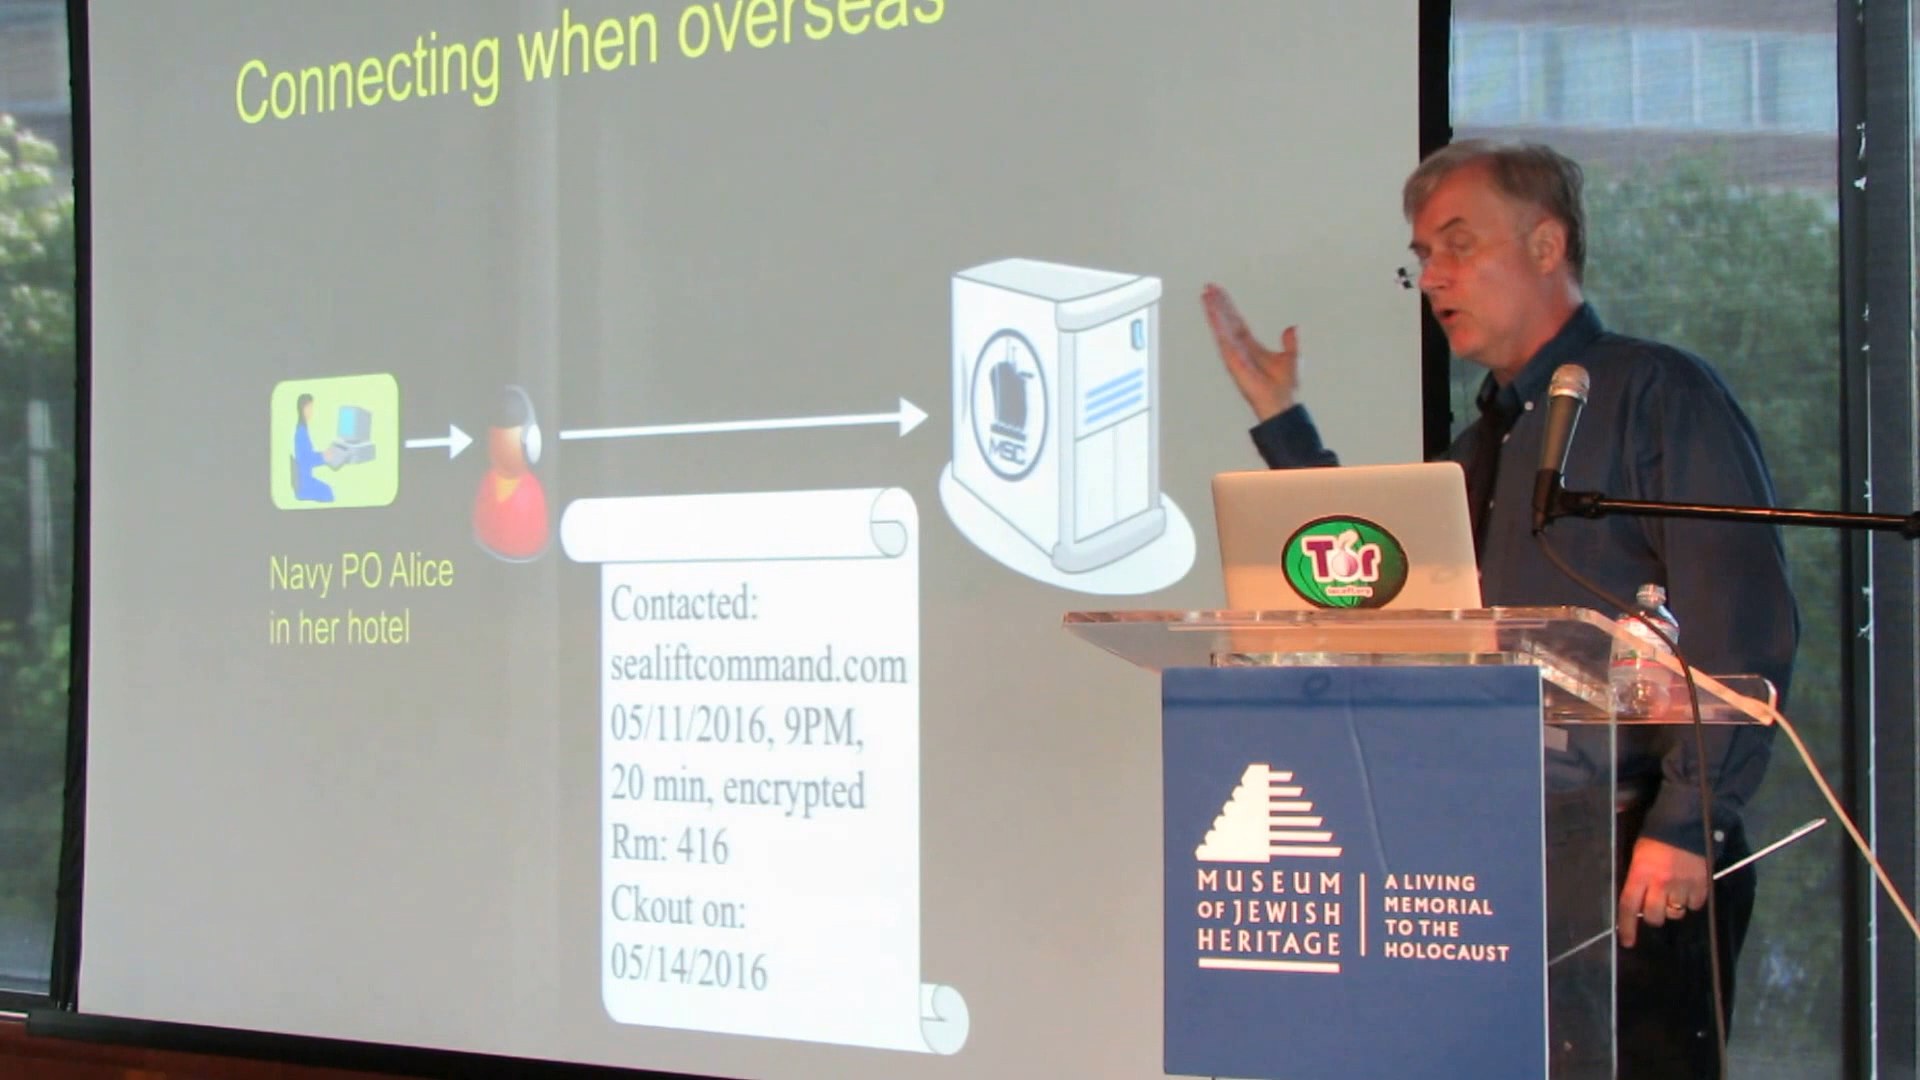 Connecting when overseas
MSC
Navy PO Alice
in her hotel
Contacted:
sealiftcommand.com
05/11/2016, 9PM,
20 min, encrypted
Rm: 416
Ckout on:
05/14/2016
Tor
MUSEUM
OF JEWISH
HERITAGE
A LIVING
MEMORIAL
TO THE
HOLOCAUST